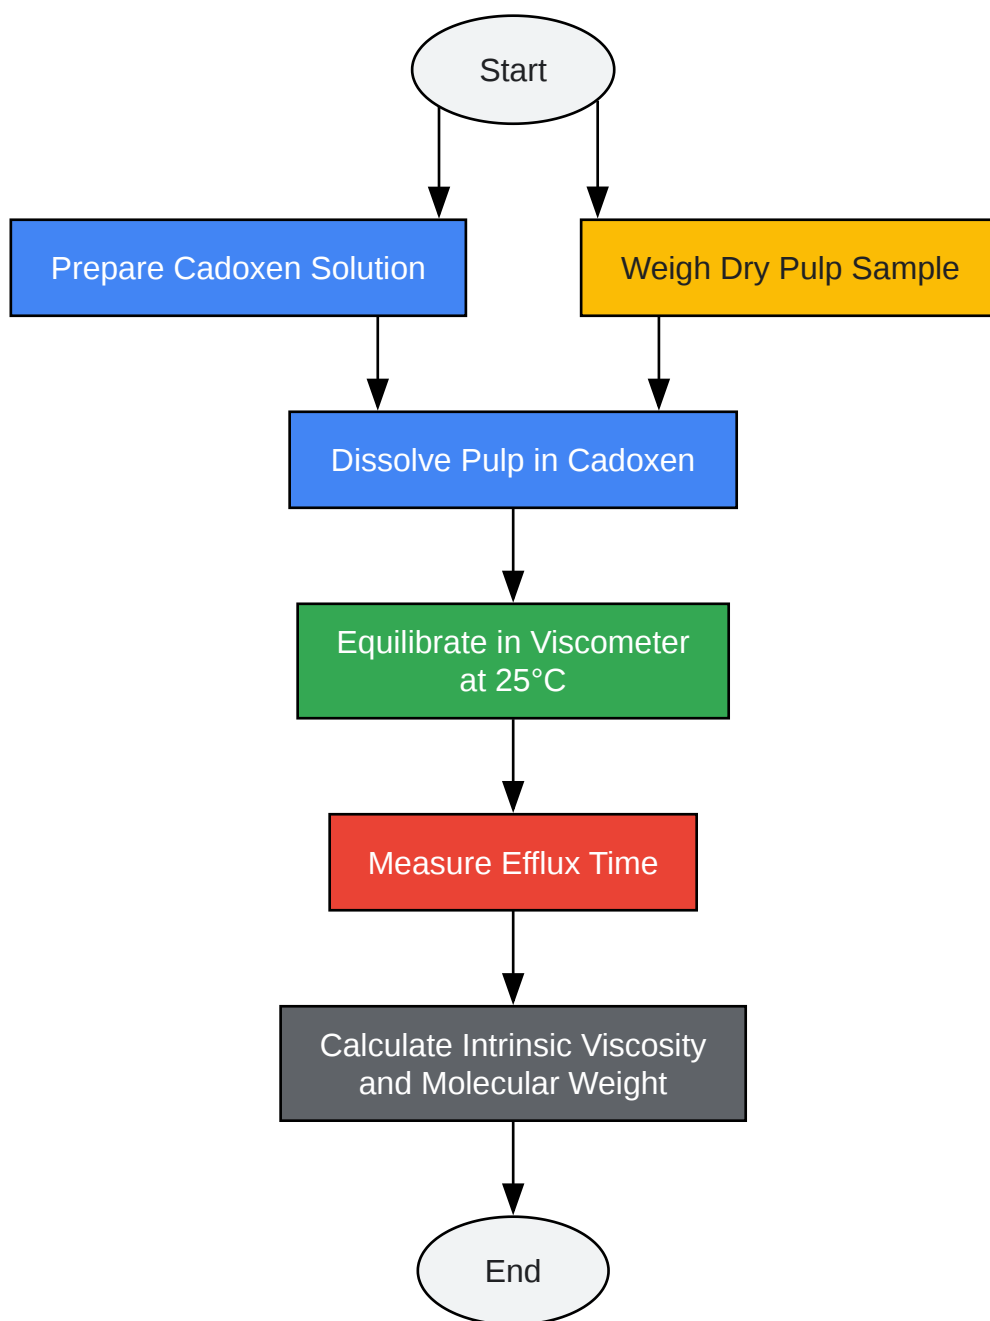 Start
Prepare Cadoxen Solution
Weigh Dry Pulp Sample
Dissolve Pulp in Cadoxen
Equilibrate in Viscometer
at 25°C
Measure Efflux Time
Calculate Intrinsic Viscosity
and Molecular Weight
End